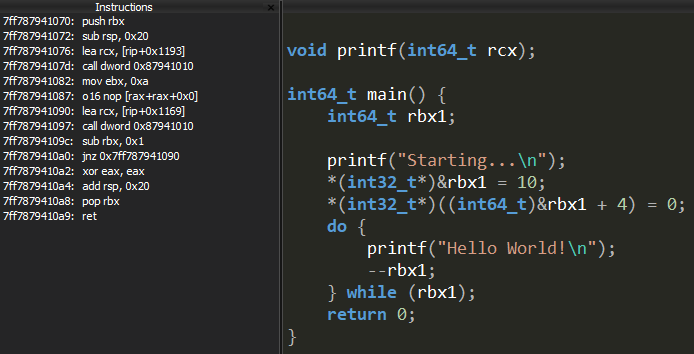 Instructions
7ff787941070: push rbx
7ff787941072: sub rsp, 0x20
7ff787941076: lea rcx, [rip+0x1193]
7ff78794107d: call dword 0x87941010
7ff787941082: mov ebx, 0xa
7ff787941087: o16 nop [rax+rax+0x0]
7ff787941090: lea rcx, [rip+0x1169]
7ff787941097: call dword 0x87941010
7ff78794109c: sub rbx, 0x1
7ff7879410a0: jnz 0x7ff787941090
7ff7879410a2: xor eax, eax
7ff7879410a4: add rsp, 0x20
7ff7879410a8: pop rbx
7ff7879410a9: ret
void printf(int64_t rcx);
int64_t main() {
int64_t rbx1;
printf("Starting...\n");
*(int32_t*)&rbx1 = 10;
*(int32_t*)((int64_t)&rbx1 + 4) = 0;
do {
printf("Hello World!\n");
--rbx1;
} while (rbx1);
return 0;
}